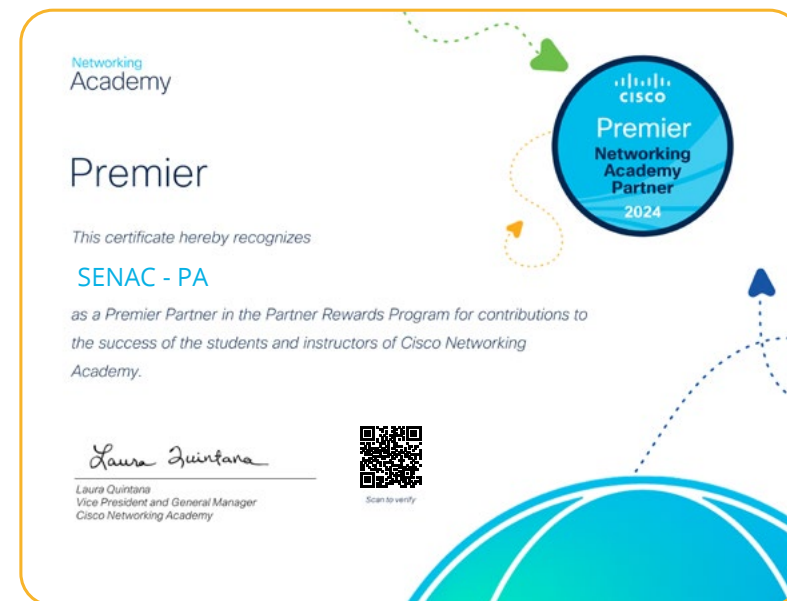 Networking
Academy
CISCO
Premier
Networking
Academy
Partner
2024
Premier
This certificate hereby recognizes
SENAC - PA
as a Premier Partner in the Partner Rewards Program for contributions to
the success of the students and instructors of Cisco Networking
Academy.
Laura Quintana
Laura Quintana
Vice President and General Manager
Cisco Networking Academy
Scan to verify